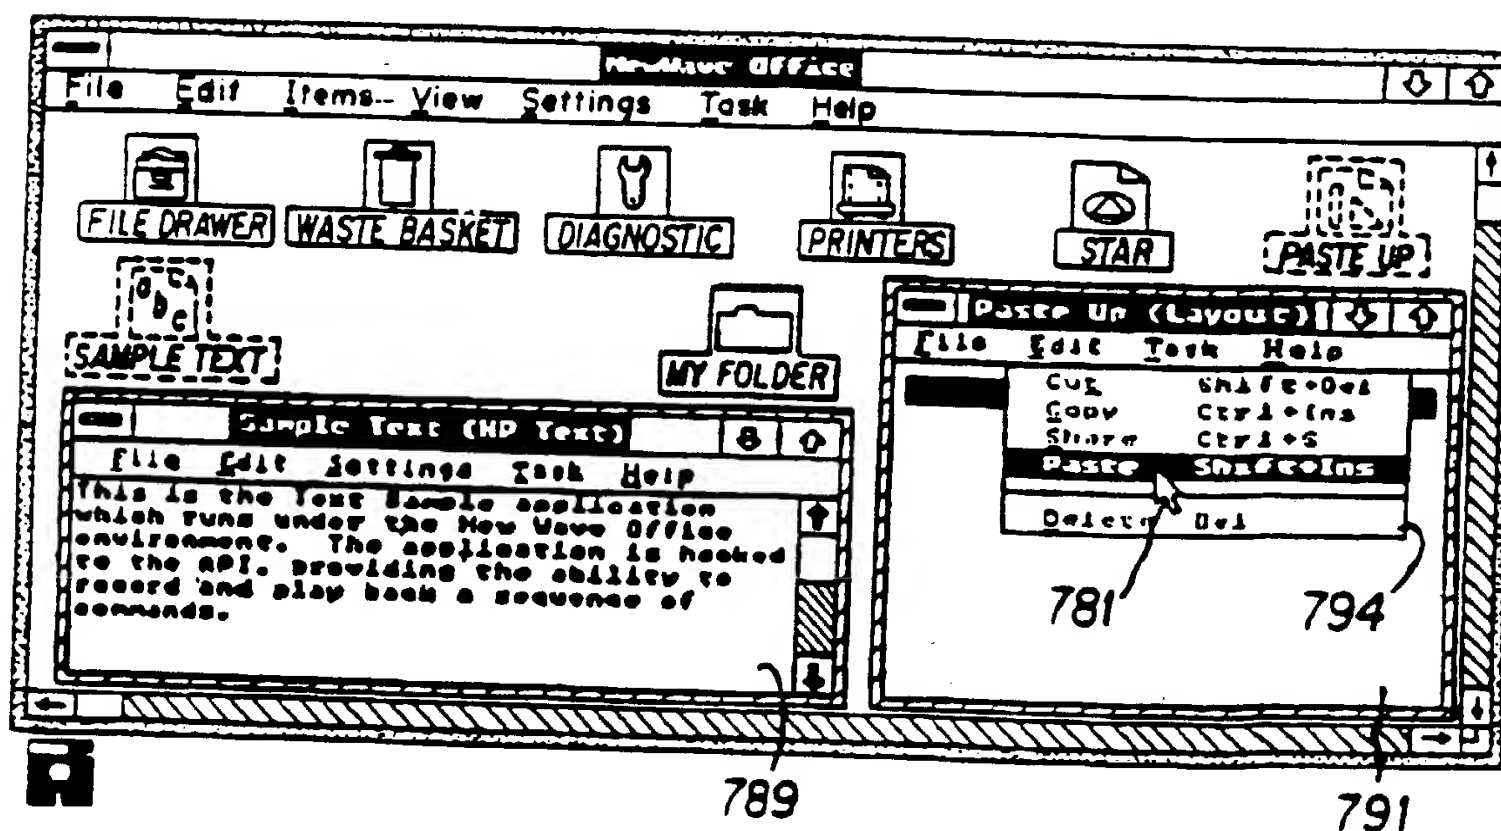 NewWave Office
File Edit Items View Settings Task Help
FILE DRAWER WASTE BASKET DIAGNOSTIC PRINTERS STAR PASTE UP
SAMPLE TEXT MY FOLDER
Paste Up (Layout)
File Edit Task Help
Cut Shift+Del
Copy Ctrl+Ins
Share Ctrl+S
Paste Shift+Ins
Delete Del
781 794
Sample Text (HP Text)
File Edit Settings Task Help
This is the Text Sample application
which runs under the New Wave Office
environment. The application is hooked
to the API, providing the ability to
record and play back a sequence of
commands.
789 791